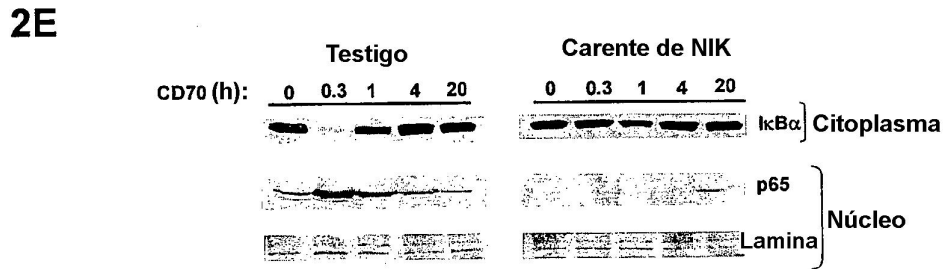 2E
Testigo
Carente de NIK
CD70 (h): 0 0.3 1 4 20 0 0.3 1 4 20
IκBα Citoplasma
p65
Núcleo
Lamina